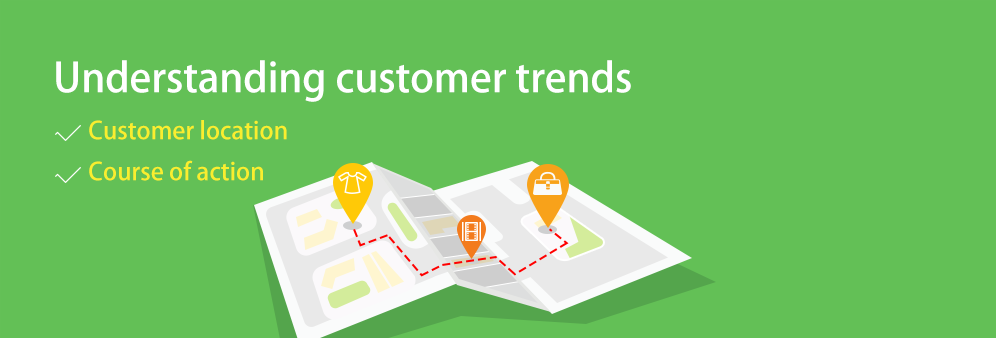 Understanding customer trends
Customer location
Course of action